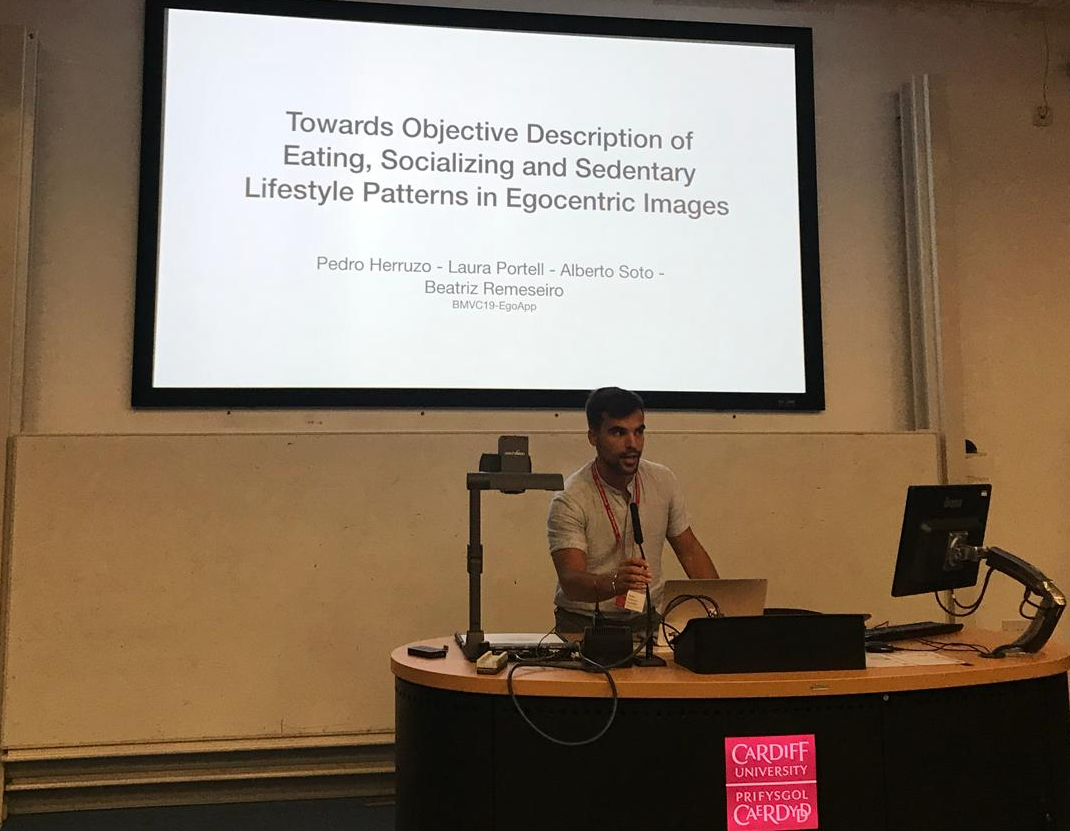 Towards Objective Description of
Eating, Socializing and Sedentary
Lifestyle Patterns in Egocentric Images
Pedro Herruzo - Laura Portell - Alberto Soto -
Beatriz Remeseiro
BMVC19-EgoApp
CARDIFF
UNIVERSITY
PRIFYSGOL
CAERDYDD